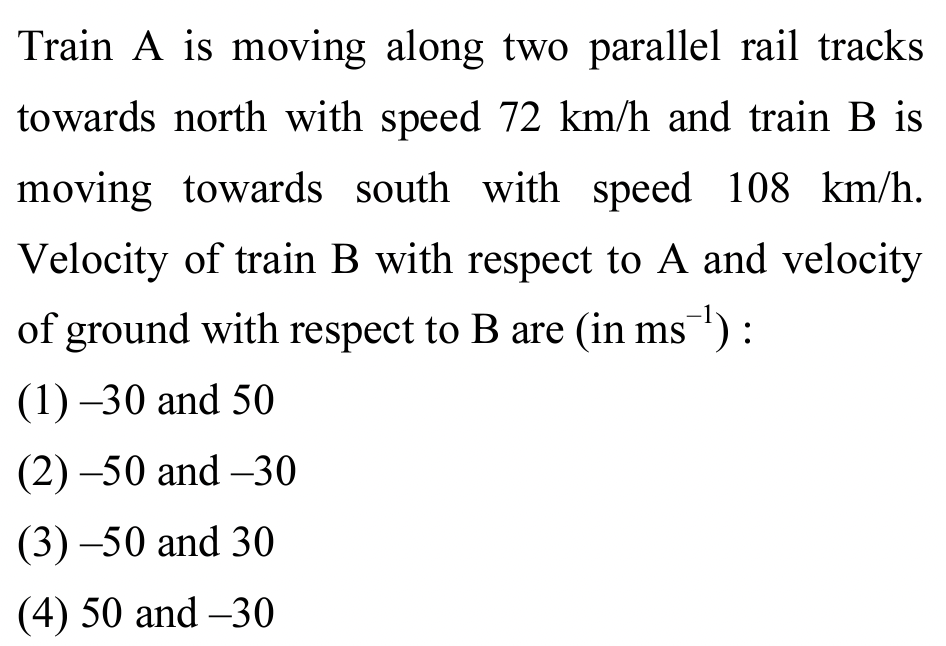 Train A is moving along two parallel rail tracks
towards north with speed 72 km/h and train B is
moving towards south with speed 108 km/h.
Velocity of train B with respect to A and velocity
of ground with respect to B are (in ms⁻¹) :
(1) –30 and 50
(2) –50 and –30
(3) –50 and 30
(4) 50 and –30